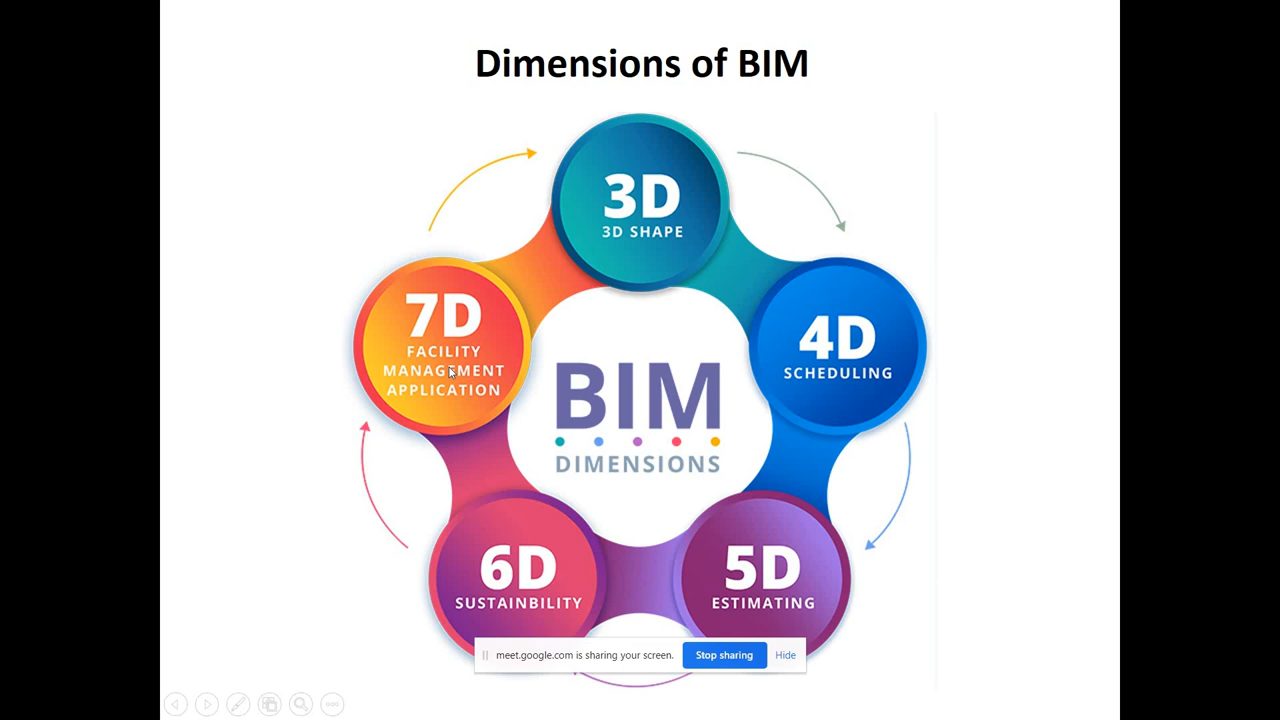 Dimensions of BIM
3D
3D SHAPE
7D
FACILITY
MANAGEMENT
APPLICATION
4D
SCHEDULING
BIM
DIMENSIONS
6D
SUSTAINBILITY
5D
ESTIMATING
meet.google.com is sharing your screen.
Stop sharing
Hide